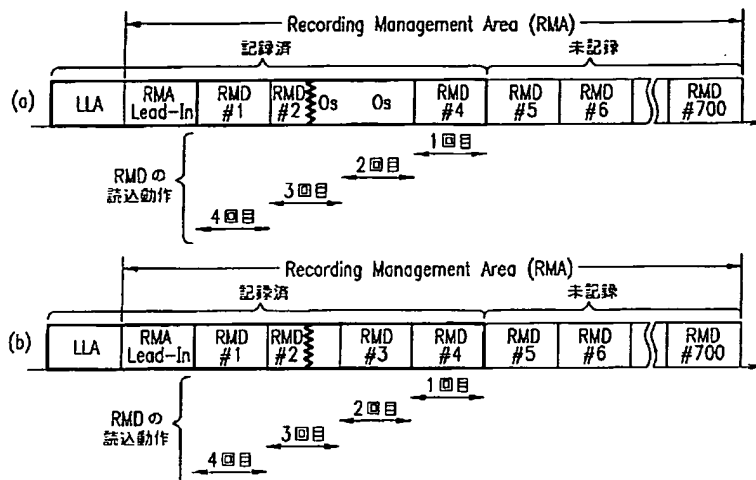 Recording Management Area (RMA)
記録済 未記録
(a) LLA RMA Lead-In RMD #1 RMD #2 0s 0s RMD #4 RMD #5 RMD #6 RMD #700
RMDの読込動作
1回目
2回目
3回目
4回目
Recording Management Area (RMA)
記録済 未記録
(b) LLA RMA Lead-In RMD #1 RMD #2 RMD #3 RMD #4 RMD #5 RMD #6 RMD #700
RMDの読込動作
1回目
2回目
3回目
4回目